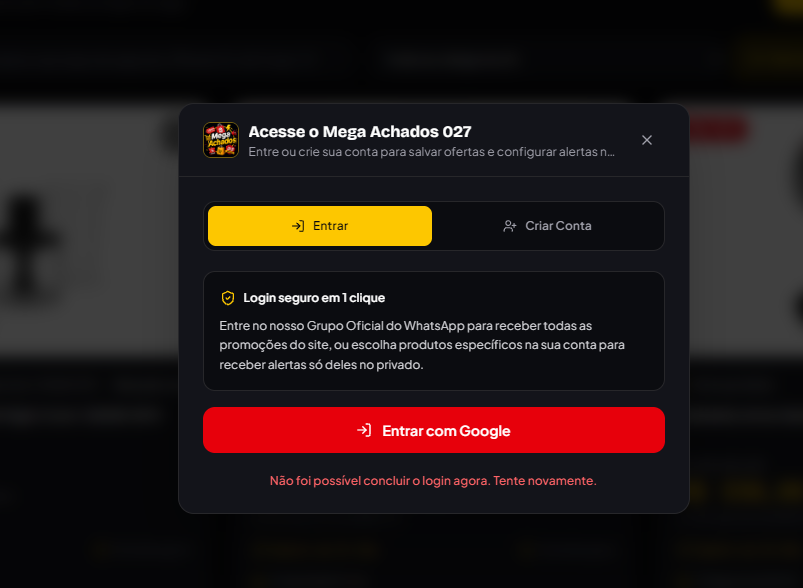 Mega
Achados
Acesse o Mega Achados 027
Entre ou crie sua conta para salvar ofertas e configurar alertas n...
Entrar
Criar Conta
Login seguro em 1 clique
Entre no nosso Grupo Oficial do WhatsApp para receber todas as
promoções do site, ou escolha produtos específicos na sua conta para
receber alertas só deles no privado.
Entrar com Google
Não foi possível concluir o login agora. Tente novamente.